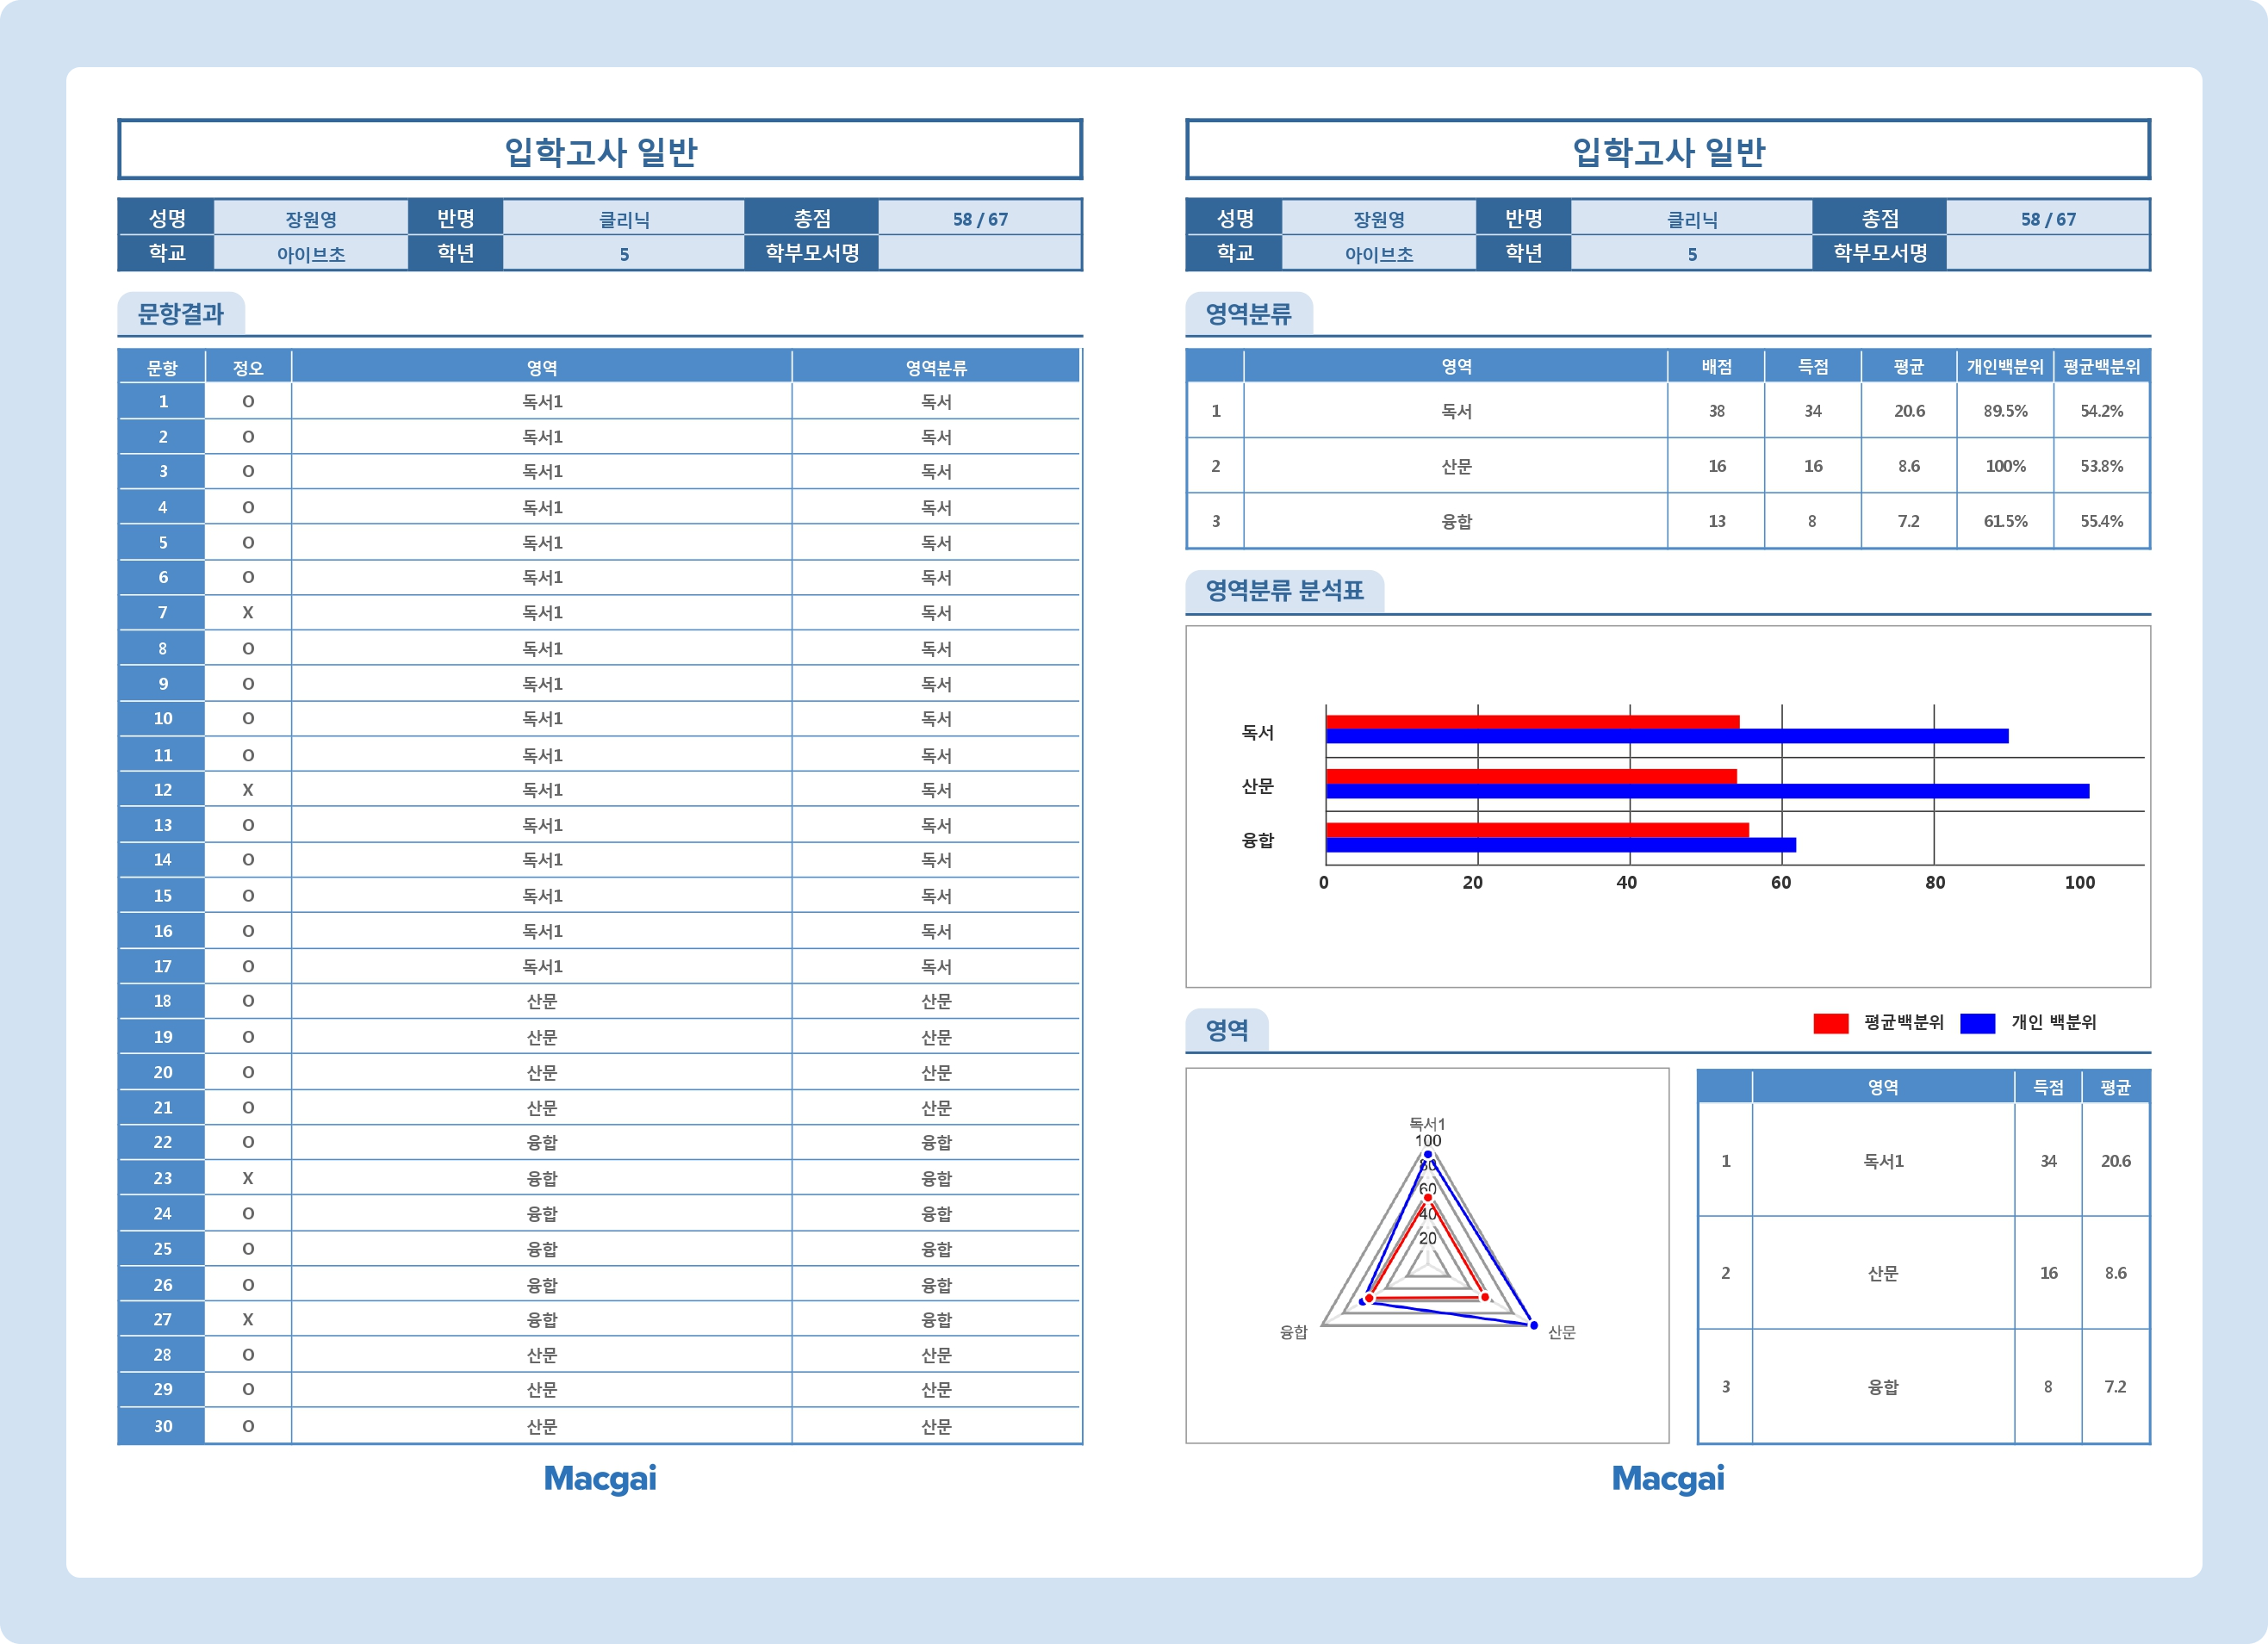 입학고사 일반
성명 장원영 반명 클리닉 총점 58 / 67
학교 아이브초 학년 5 학부모서명
문항결과
문항 정오 영역 영역분류
1 O 독서1 독서
2 O 독서1 독서
3 O 독서1 독서
4 O 독서1 독서
5 O 독서1 독서
6 O 독서1 독서
7 X 독서1 독서
8 O 독서1 독서
9 O 독서1 독서
10 O 독서1 독서
11 O 독서1 독서
12 X 독서1 독서
13 O 독서1 독서
14 O 독서1 독서
15 O 독서1 독서
16 O 독서1 독서
17 O 독서1 독서
18 O 산문 산문
19 O 산문 산문
20 O 산문 산문
21 O 산문 산문
22 O 융합 융합
23 X 융합 융합
24 O 융합 융합
25 O 융합 융합
26 O 융합 융합
27 X 융합 융합
28 O 산문 산문
29 O 산문 산문
30 O 산문 산문
Macgai
입학고사 일반
성명 장원영 반명 클리닉 총점 58 / 67
학교 아이브초 학년 5 학부모서명
영역분류
영역 배점 득점 평균 개인백분위 평균백분위
1 독서 38 34 20.6 89.5% 54.2%
2 산문 16 16 8.6 100% 53.8%
3 융합 13 8 7.2 61.5% 55.4%
영역분류 분석표
독서
산문
융합
0 20 40 60 80 100
영역
평균백분위 개인 백분위
독서1
100
80
60
40
20
융합 산문
영역 득점 평균
1 독서1 34 20.6
2 산문 16 8.6
3 융합 8 7.2
Macgai